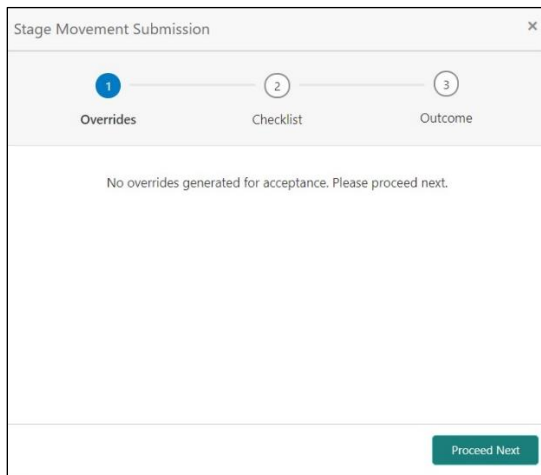 Stage Movement Submission ×
1 2 3
Overrides Checklist Outcome
No overrides generated for acceptance. Please proceed next.
Proceed Next